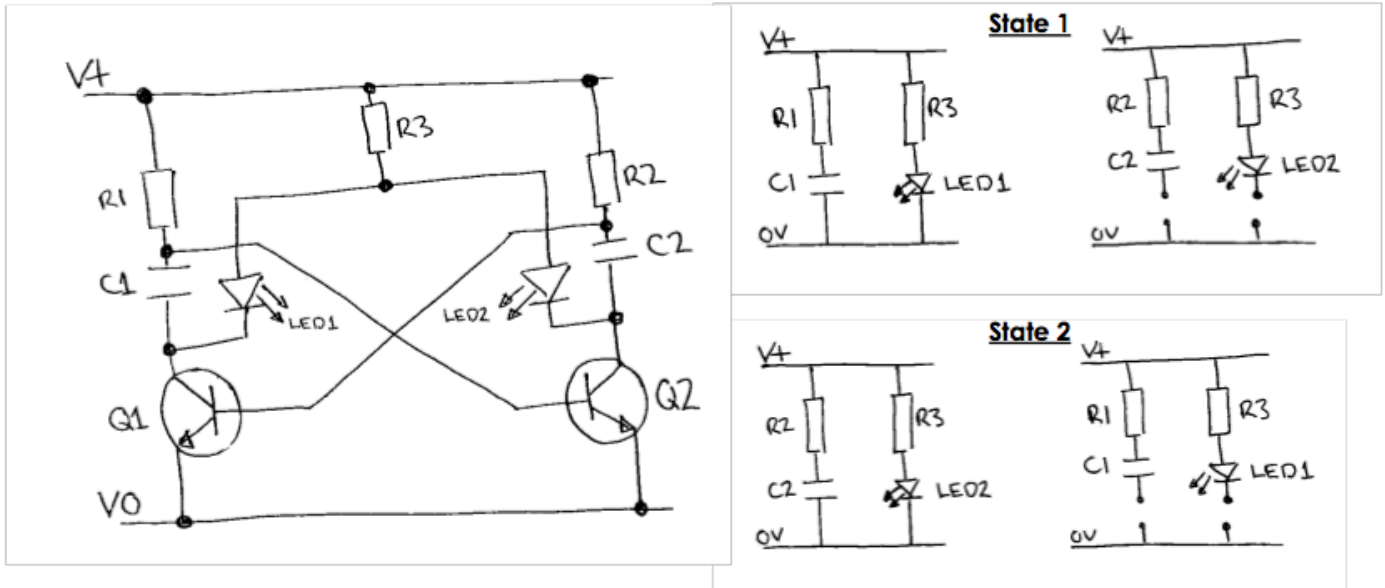 V+
R3
R1
R2
C1
C2
LED1
LED2
Q1
Q2
V0
State 1
V+
R1
R3
C1
LED1
0V
V+
R2
R3
C2
LED2
0V
State 2
V+
R2
R3
C2
LED2
0V
V+
R1
R3
C1
LED1
0V